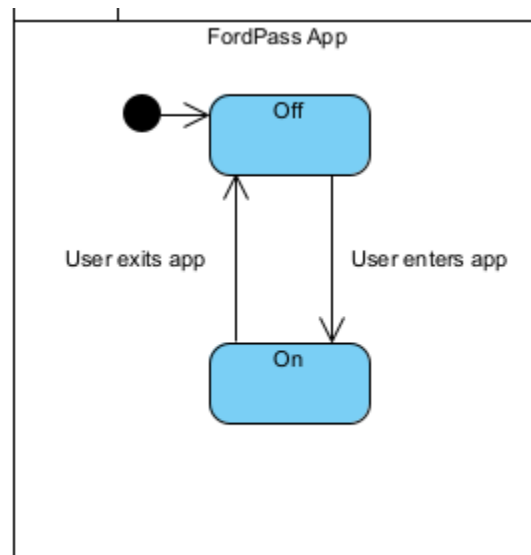 FordPass App
Off
User exits app
User enters app
On